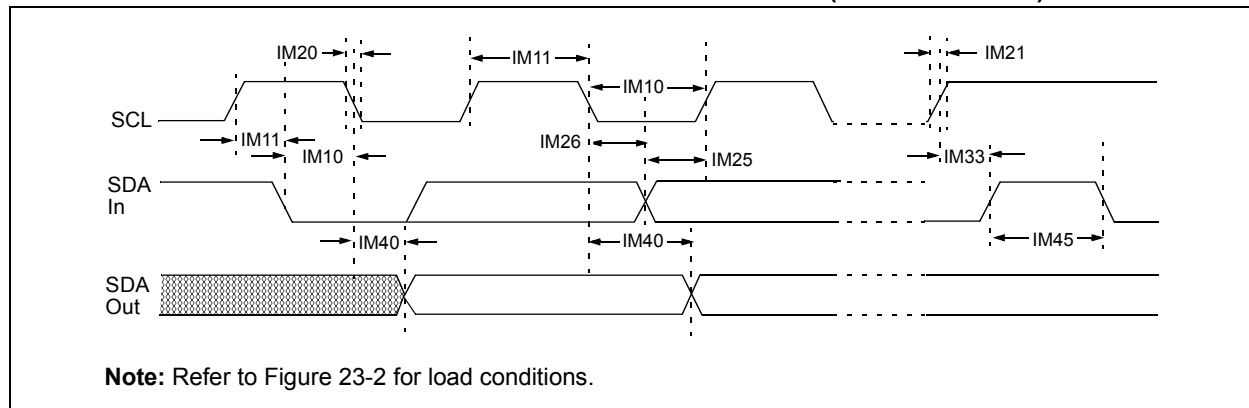 IM20
IM11
IM10
IM21
SCL
IM11
IM10
IM26
IM25
IM33
SDA
In
IM40
IM40
IM45
SDA
Out
Note: Refer to Figure 23-2 for load conditions.